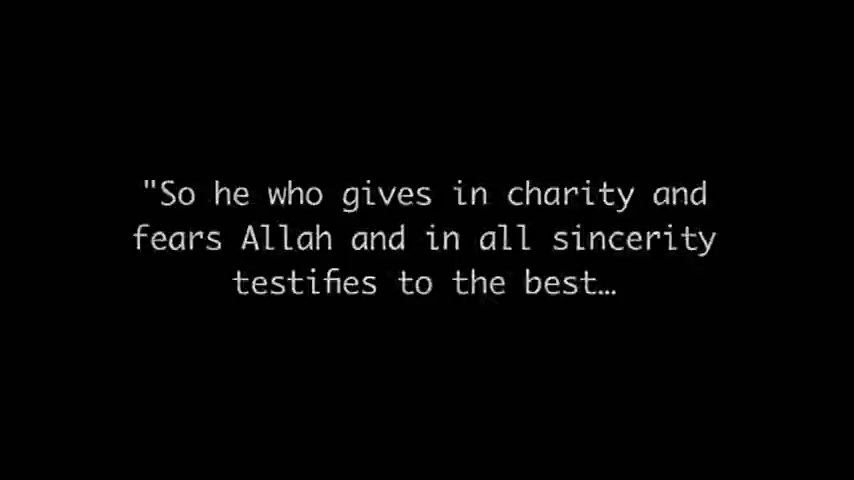 "So he who gives in charity and
fears Allah and in all sincerity
testifies to the best…